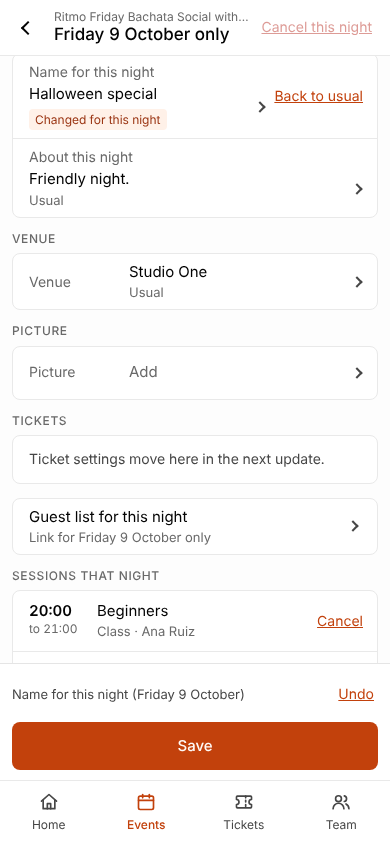 Ritmo Friday Bachata Social with...
Friday 9 October only
Cancel this night
Name for this night
Halloween special
Changed for this night
Back to usual
About this night
Friendly night.
Usual
VENUE
Venue
Studio One
Usual
PICTURE
Picture
Add
TICKETS
Ticket settings move here in the next update.
Guest list for this night
Link for Friday 9 October only
SESSIONS THAT NIGHT
20:00
to 21:00
Beginners
Class · Ana Ruiz
Cancel
Name for this night (Friday 9 October)
Undo
Save
Home
Events
Tickets
Team